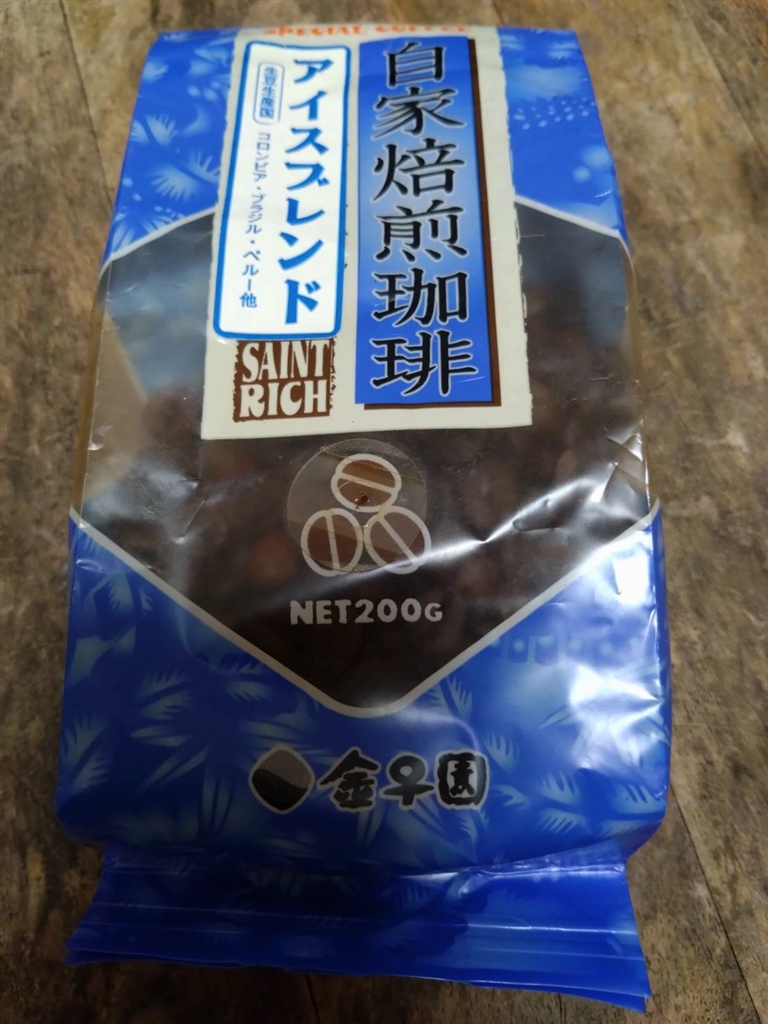 SPECIAL COFFEE
自家焙煎珈琲
アイスブレンド
生豆生産国 コロンビア・ブラジル・ペルー他
SAINT
RICH
NET200G
金子園